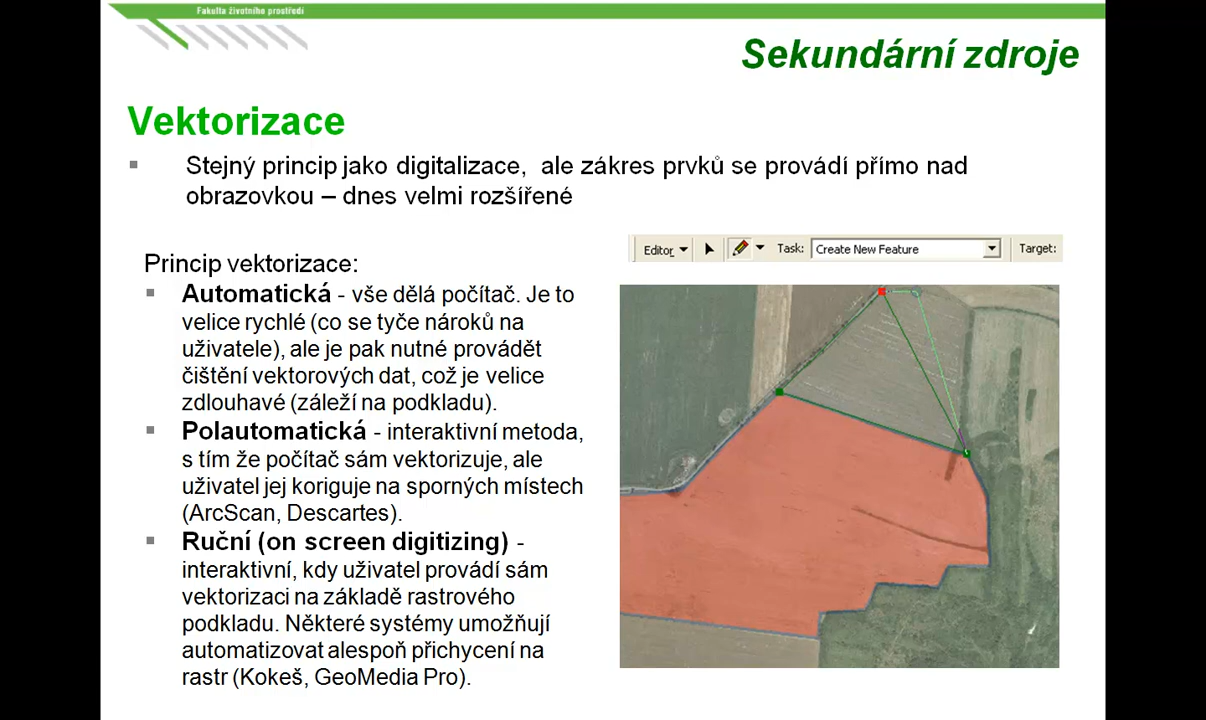 Fakulta životního prostředí
Sekundární zdroje
Vektorizace
Stejný princip jako digitalizace, ale zákres prvků se provádí přímo nad
obrazovkou – dnes velmi rozšířené
Editor Task: Create New Feature Target:
Princip vektorizace:
Automatická - vše dělá počítač. Je to
velice rychlé (co se tyče nároků na
uživatele), ale je pak nutné provádět
čištění vektorových dat, což je velice
zdlouhavé (záleží na podkladu).
Polautomatická - interaktivní metoda,
s tím že počítač sám vektorizuje, ale
uživatel jej koriguje na sporných místech
(ArcScan, Descartes).
Ruční (on screen digitizing) -
interaktivní, kdy uživatel provádí sám
vektorizaci na základě rastrového
podkladu. Některé systémy umožňují
automatizovat alespoň přichycení na
rastr (Kokeš, GeoMedia Pro).